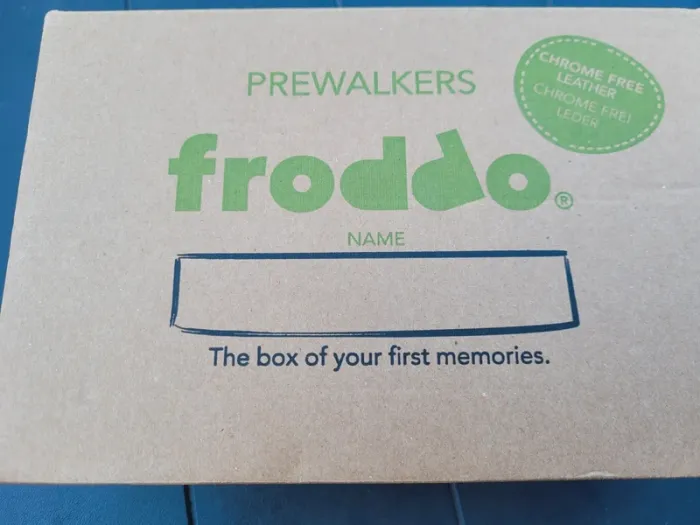 PREWALKERS
CHROME FREE
LEATHER
CHROME FREI
LEDER
froddo®
NAME
The box of your first memories.